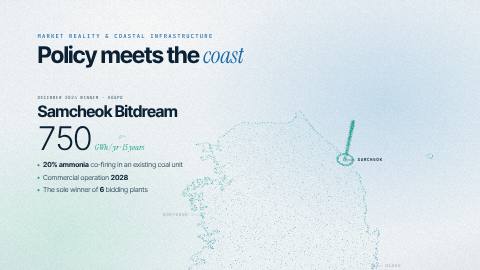 MARKET REALITY & COASTAL INFRASTRUCTURE
Policy meets the coast
DECEMBER 2024 WINNER · KOSPO
Samcheok Bitdream
750 GWh / yr · 15 years
• 20% ammonia co-firing in an existing coal unit
• Commercial operation 2028
• The sole winner of 6 bidding plants
SAMCHEOK